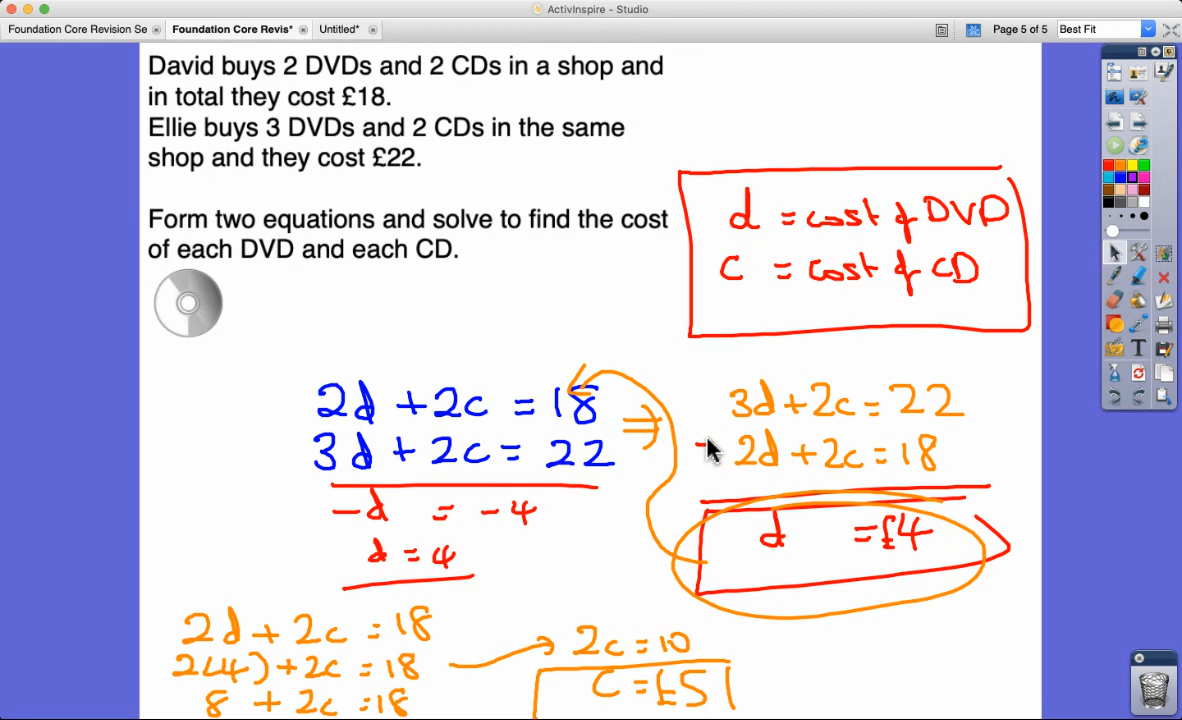 ActivInspire - Studio
Foundation Core Revision Se
Foundation Core Revis*
Untitled*
Page 5 of 5
Best Fit
David buys 2 DVDs and 2 CDs in a shop and
in total they cost £18.
Ellie buys 3 DVDs and 2 CDs in the same
shop and they cost £22.
Form two equations and solve to find the cost
of each DVD and each CD.
d = cost of DVD
c = cost of CD
2d + 2c = 18
3d + 2c = 22
-d = -4
d = 4
⇒
3d + 2c = 22
- 2d + 2c = 18
d = £4
2d + 2c = 18
2(4) + 2c = 18
8 + 2c = 18
→ 2c = 10
c = £5